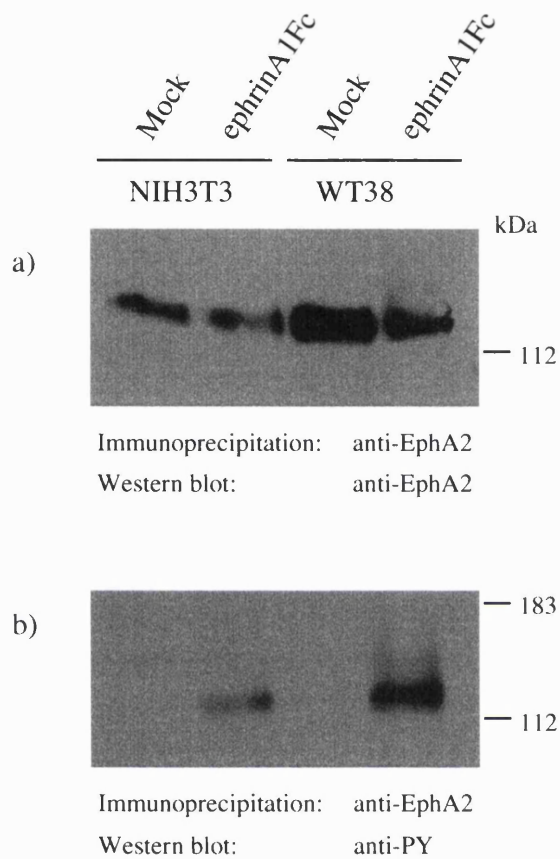 Mock ephrinA1Fc Mock ephrinA1Fc
NIH3T3 WT38
kDa
a)
112
Immunoprecipitation: anti-EphA2
Western blot: anti-EphA2
b)
183
112
Immunoprecipitation: anti-EphA2
Western blot: anti-PY